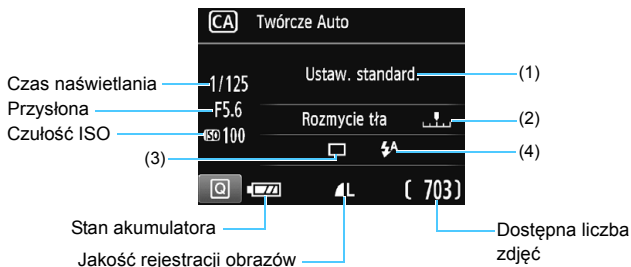 CA Twórcze Auto
Czas naświetlania
1/125
Ustaw. standard.
(1)
Przysłona
F5.6
Rozmycie tła
(2)
Czułość ISO
ISO 100
(3)
A
(4)
Q
L
( 703)
Stan akumulatora
Jakość rejestracji obrazów
Dostępna liczba
zdjęć